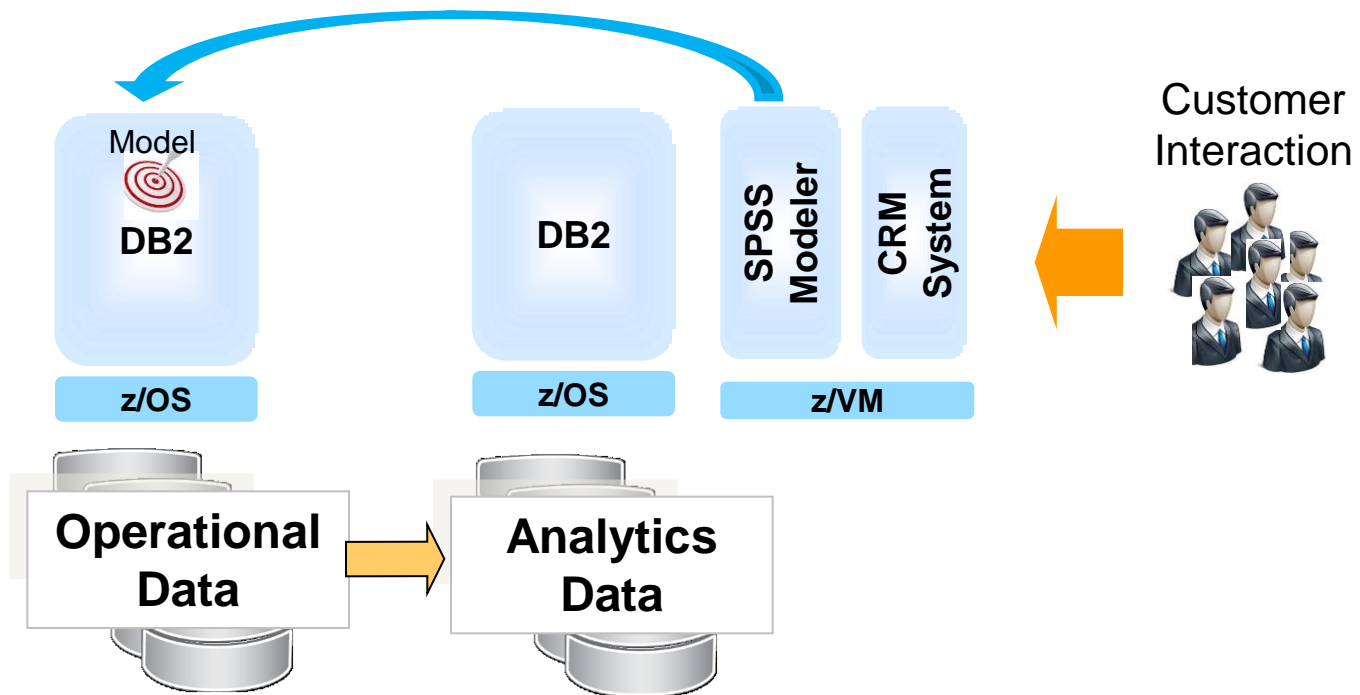 Customer
Interaction
Model
DB2
DB2
SPSS
Modeler
CRM
System
z/OS
z/OS
z/VM
Operational
Data
Analytics
Data